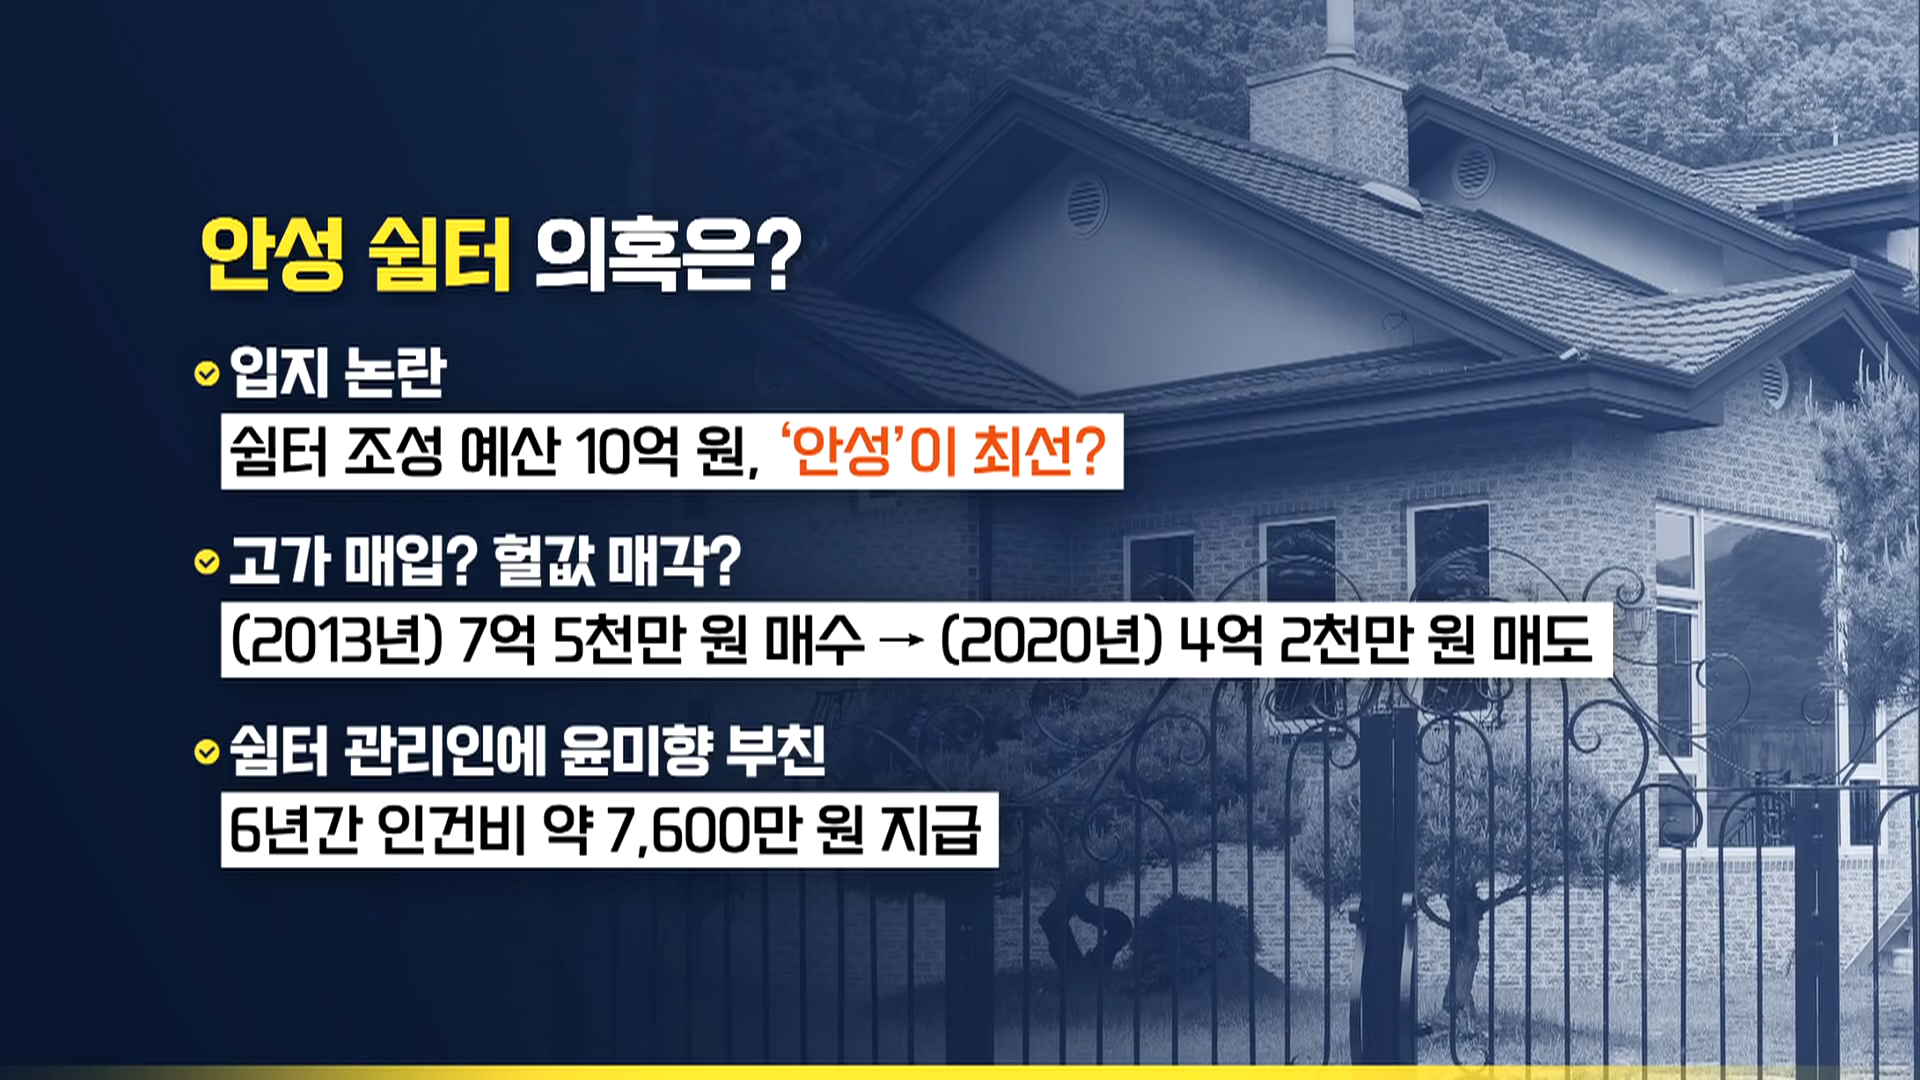 안성 쉼터 의혹은?
입지 논란
쉼터 조성 예산 10억 원, ‘안성’이 최선?
고가 매입? 헐값 매각?
(2013년) 7억 5천만 원 매수 → (2020년) 4억 2천만 원 매도
쉼터 관리인에 윤미향 부친
6년간 인건비 약 7,600만 원 지급